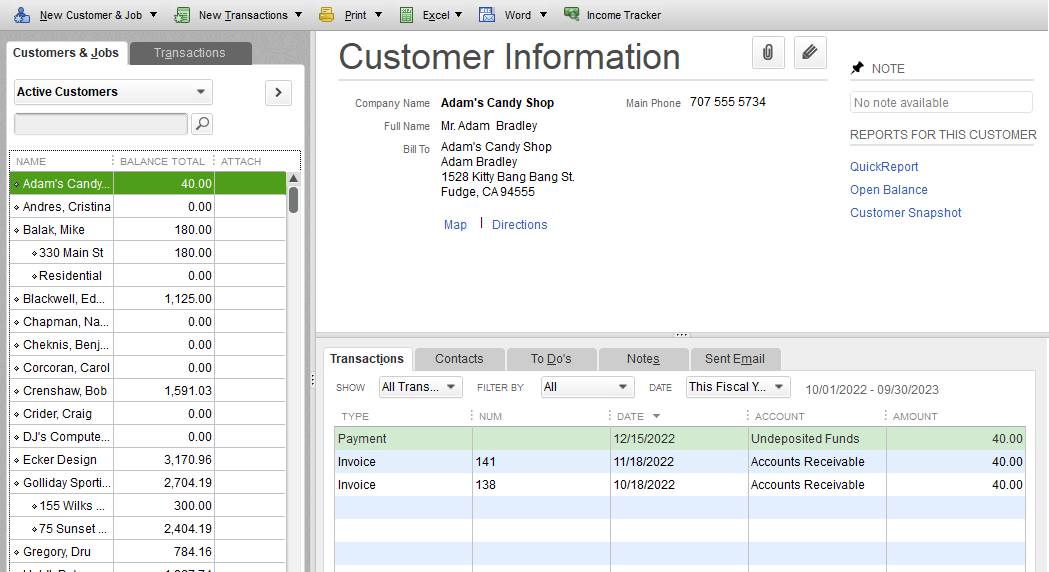 New Customer & Job New Transactions Print Excel Word Income Tracker
Customers & Jobs Transactions
Active Customers
NAME BALANCE TOTAL ATTACH
Adam's Candy... 40.00
Andres, Cristina 0.00
Balak, Mike 180.00
330 Main St 180.00
Residential 0.00
Blackwell, Ed... 1,125.00
Chapman, Na... 0.00
Cheknis, Benj... 0.00
Corcoran, Carol 0.00
Crenshaw, Bob 1,591.03
Crider, Craig 0.00
DJ's Compute... 0.00
Ecker Design 3,170.96
Golliday Sporti... 2,704.19
155 Wilks ... 300.00
75 Sunset ... 2,404.19
Gregory, Dru 784.16
Customer Information
Company Name Adam's Candy Shop Main Phone 707 555 5734
Full Name Mr. Adam Bradley
Bill To Adam's Candy Shop
Adam Bradley
1528 Kitty Bang Bang St.
Fudge, CA 94555
Map | Directions
NOTE
No note available
REPORTS FOR THIS CUSTOMER
QuickReport
Open Balance
Customer Snapshot
Transactions Contacts To Do's Notes Sent Email
SHOW All Trans... FILTER BY All DATE This Fiscal Y... 10/01/2022 - 09/30/2023
TYPE NUM DATE ACCOUNT AMOUNT
Payment 12/15/2022 Undeposited Funds 40.00
Invoice 141 11/18/2022 Accounts Receivable 40.00
Invoice 138 10/18/2022 Accounts Receivable 40.00